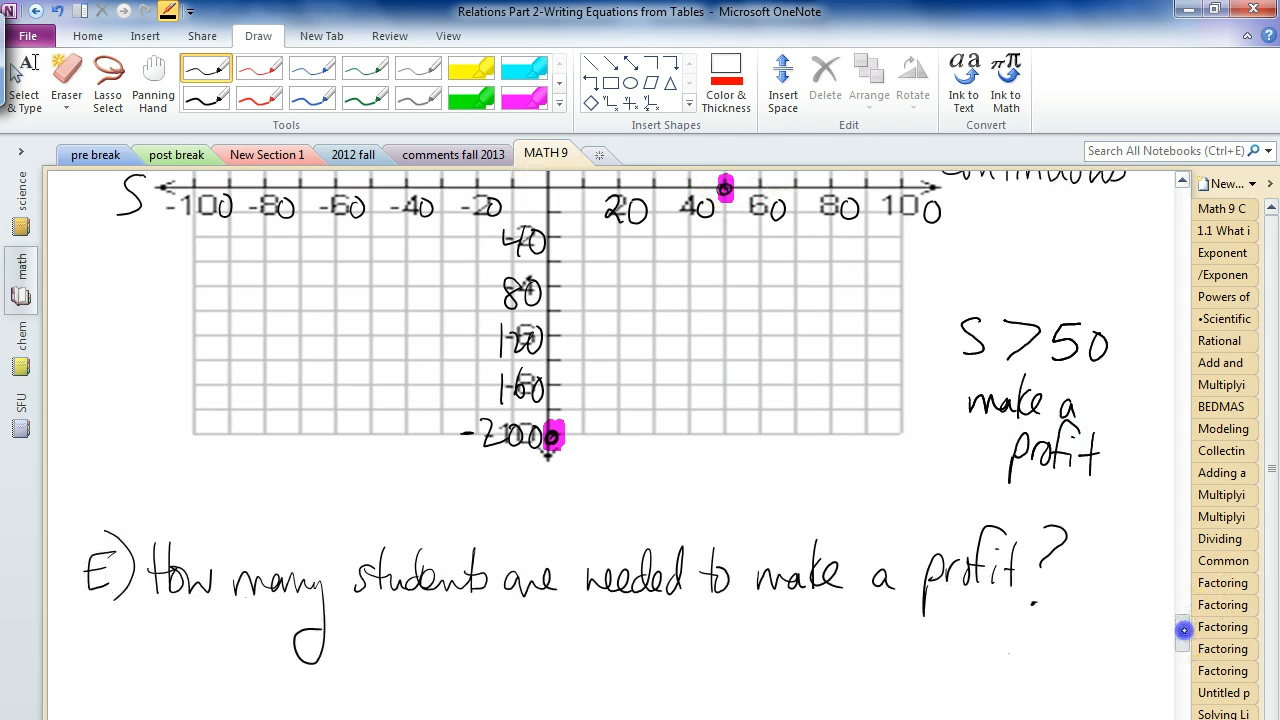 Relations Part 2-Writing Equations from Tables - Microsoft OneNote
File Home Insert Share Draw New Tab Review View
Select & Type Eraser Lasso Select Panning Hand Color & Thickness Insert Space Delete Arrange Rotate Ink to Text Ink to Math
Tools Insert Shapes Edit Convert
pre break post break New Section 1 2012 fall comments fall 2013 MATH 9 Search All Notebooks (Ctrl+E)
science
math
chem
SFU
continuous
S -100 -80 -60 -40 -20 20 40 60 80 100
40
80
120
160
-200
S > 50
make a
profit
E) How many students are needed to make a profit?
New...
Math 9 C
1.1 What i
Exponent
/Exponen
Powers of
•Scientific
Rational
Add and
Multiplyi
BEDMAS
Modeling
Collectin
Adding a
Multiplyi
Multiplyi
Dividing
Common
Factoring
Factoring
Factoring
Factoring
Factoring
Untitled p
Solving Li